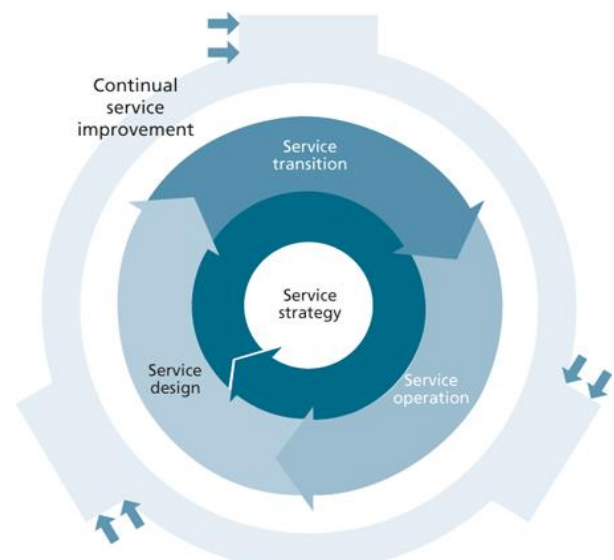 Continual
service
improvement
Service
transition
Service
strategy
Service
design
Service
operation